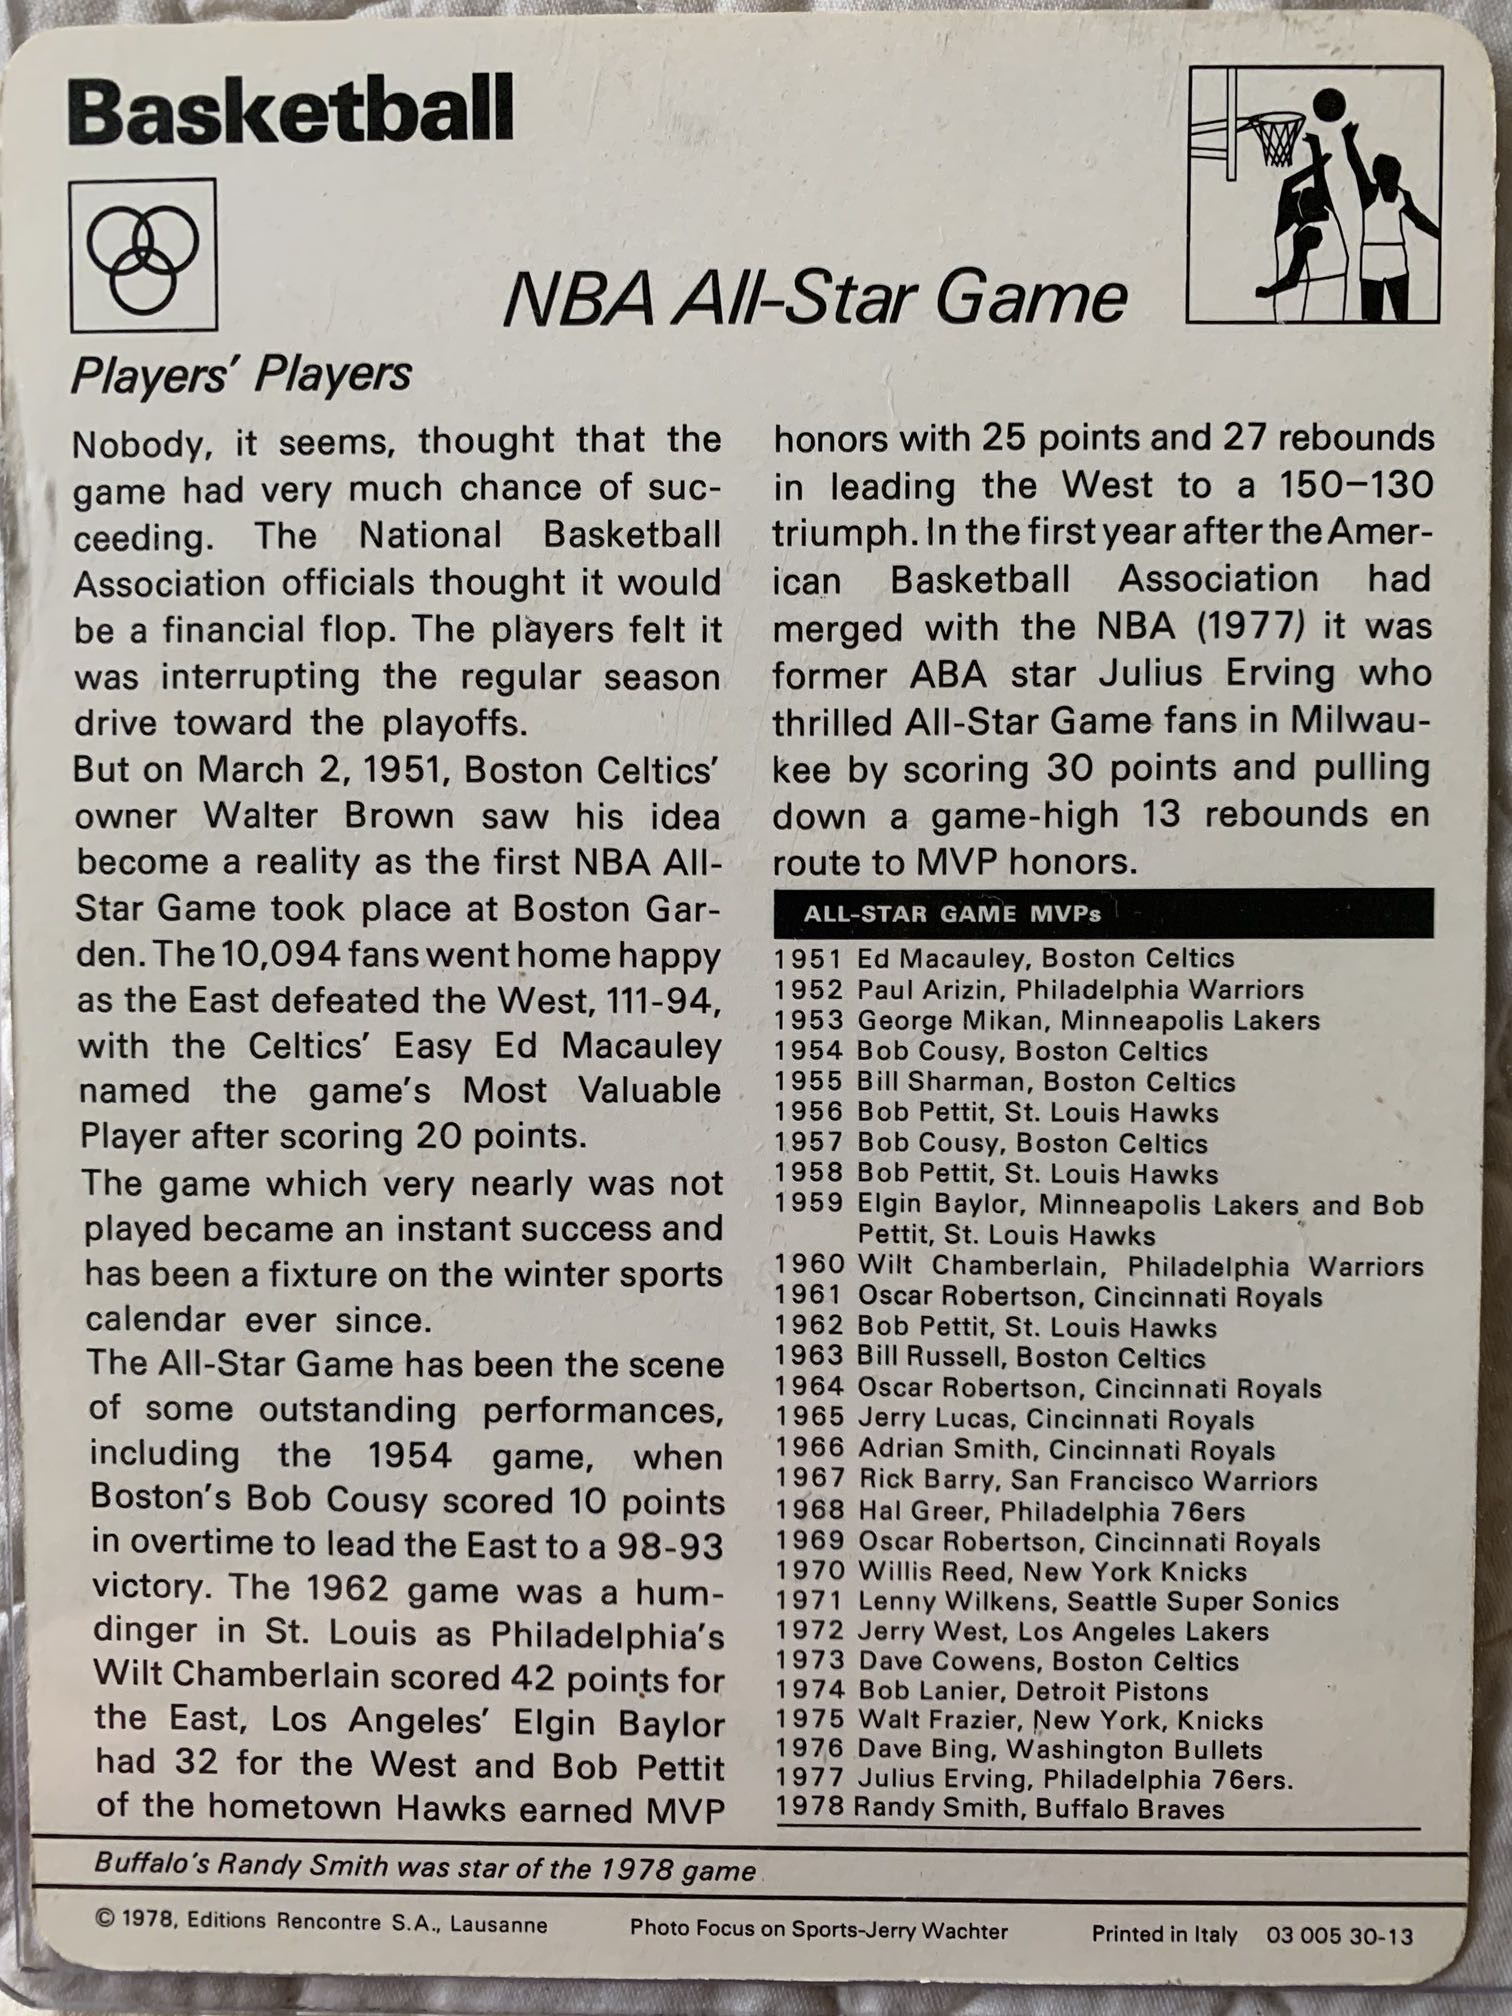 Basketball
NBA All-Star Game
Players' Players
Nobody, it seems, thought that the
game had very much chance of suc-
ceeding. The National Basketball
Association officials thought it would
be a financial flop. The players felt it
was interrupting the regular season
drive toward the playoffs.
But on March 2, 1951, Boston Celtics'
owner Walter Brown saw his idea
become a reality as the first NBA All-
Star Game took place at Boston Gar-
den. The 10,094 fans went home happy
as the East defeated the West, 111-94,
with the Celtics' Easy Ed Macauley
named the game's Most Valuable
Player after scoring 20 points.
The game which very nearly was not
played became an instant success and
has been a fixture on the winter sports
calendar ever since.
The All-Star Game has been the scene
of some outstanding performances,
including the 1954 game, when
Boston's Bob Cousy scored 10 points
in overtime to lead the East to a 98-93
victory. The 1962 game was a hum-
dinger in St. Louis as Philadelphia's
Wilt Chamberlain scored 42 points for
the East, Los Angeles' Elgin Baylor
had 32 for the West and Bob Pettit
of the hometown Hawks earned MVP
honors with 25 points and 27 rebounds
in leading the West to a 150–130
triumph. In the first year after the Amer-
ican Basketball Association had
merged with the NBA (1977) it was
former ABA star Julius Erving who
thrilled All-Star Game fans in Milwau-
kee by scoring 30 points and pulling
down a game-high 13 rebounds en
route to MVP honors.
ALL-STAR GAME MVPs
1951 Ed Macauley, Boston Celtics
1952 Paul Arizin, Philadelphia Warriors
1953 George Mikan, Minneapolis Lakers
1954 Bob Cousy, Boston Celtics
1955 Bill Sharman, Boston Celtics
1956 Bob Pettit, St. Louis Hawks
1957 Bob Cousy, Boston Celtics
1958 Bob Pettit, St. Louis Hawks
1959 Elgin Baylor, Minneapolis Lakers and Bob
Pettit, St. Louis Hawks
1960 Wilt Chamberlain, Philadelphia Warriors
1961 Oscar Robertson, Cincinnati Royals
1962 Bob Pettit, St. Louis Hawks
1963 Bill Russell, Boston Celtics
1964 Oscar Robertson, Cincinnati Royals
1965 Jerry Lucas, Cincinnati Royals
1966 Adrian Smith, Cincinnati Royals
1967 Rick Barry, San Francisco Warriors
1968 Hal Greer, Philadelphia 76ers
1969 Oscar Robertson, Cincinnati Royals
1970 Willis Reed, New York Knicks
1971 Lenny Wilkens, Seattle Super Sonics
1972 Jerry West, Los Angeles Lakers
1973 Dave Cowens, Boston Celtics
1974 Bob Lanier, Detroit Pistons
1975 Walt Frazier, New York, Knicks
1976 Dave Bing, Washington Bullets
1977 Julius Erving, Philadelphia 76ers.
1978 Randy Smith, Buffalo Braves
Buffalo's Randy Smith was star of the 1978 game
© 1978, Editions Rencontre S.A., Lausanne Photo Focus on Sports-Jerry Wachter Printed in Italy 03 005 30-13